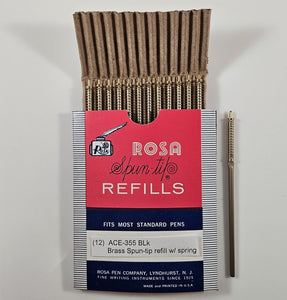 ROSA
Spun-tip®
REFILLS
FITS MOST STANDARD PENS
(12) ACE-355 BLk
Brass Spun-tip refill w/ spring
ROSA PEN COMPANY, LYNDHURST, N. J.
FINE WRITING INSTRUMENTS SINCE 1925
MADE and PRINTED IN U.S.A